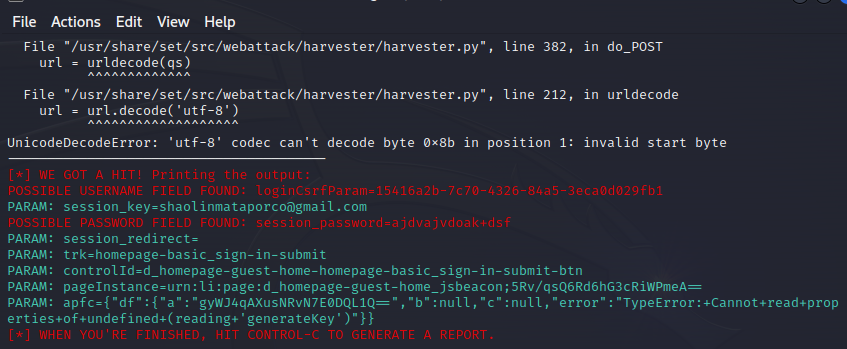 File Actions Edit View Help
File "/usr/share/set/src/webattack/harvester/harvester.py", line 382, in do_POST
url = urldecode(qs)
^^^^^^^^^^^^^
File "/usr/share/set/src/webattack/harvester/harvester.py", line 212, in urldecode
url = url.decode('utf-8')
^^^^^^^^^^^^^^^^^^^
UnicodeDecodeError: 'utf-8' codec can't decode byte 0×8b in position 1: invalid start byte
[*] WE GOT A HIT! Printing the output:
POSSIBLE USERNAME FIELD FOUND: loginCsrfParam=15416a2b-7c70-4326-84a5-3eca0d029fb1
PARAM: session_key=shaolinmataporco@gmail.com
POSSIBLE PASSWORD FIELD FOUND: session_password=ajdvajvdoak+dsf
PARAM: session_redirect=
PARAM: trk=homepage-basic_sign-in-submit
PARAM: controlId=d_homepage-guest-home-homepage-basic_sign-in-submit-btn
PARAM: pageInstance=urn:li:page:d_homepage-guest-home_jsbeacon;5Rv/qsQ6Rd6hG3cRiWPmeA==
PARAM: apfc={"df":{"a":"gyWJ4qAXusNRvN7E0DQL1Q==","b":null,"c":null,"error":"TypeError:+Cannot+read+prop
erties+of+undefined+(reading+'generateKey')"}}
[*] WHEN YOU'RE FINISHED, HIT CONTROL-C TO GENERATE A REPORT.